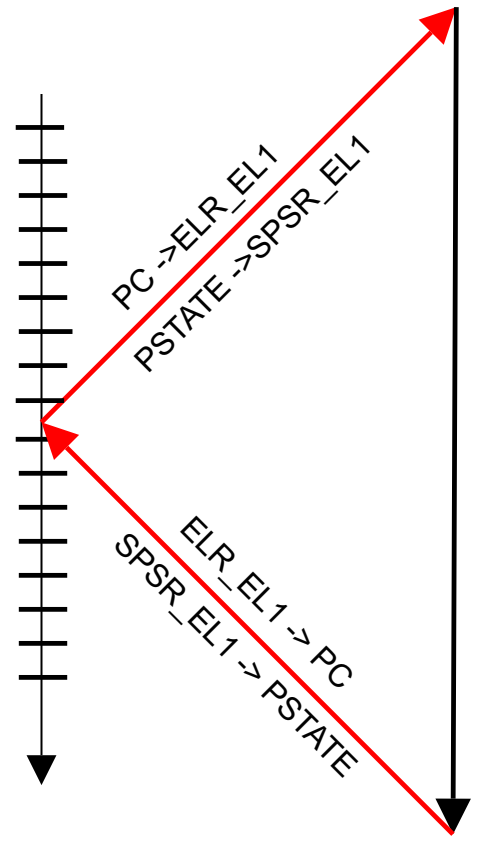 PC ->ELR_EL1
PSTATE ->SPSR_EL1
ELR_EL1 -> PC
SPSR_EL1 -> PSTATE